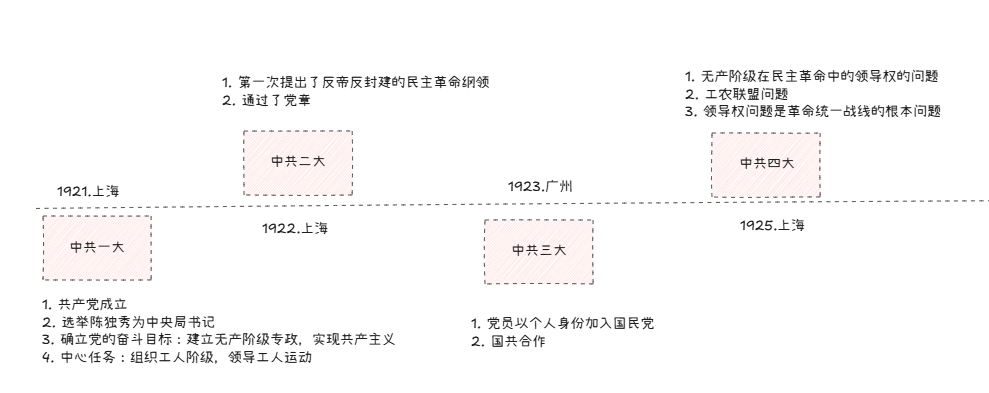 1921.上海
中共一大
1. 共产党成立
2. 选举陈独秀为中央局书记
3. 确立党的奋斗目标：建立无产阶级专政，实现共产主义
4. 中心任务：组织工人阶级，领导工人运动
1. 第一次提出了反帝反封建的民主革命纲领
2. 通过了党章
中共二大
1922.上海
1923.广州
中共三大
1. 党员以个人身份加入国民党
2. 国共合作
1. 无产阶级在民主革命中的领导权的问题
2. 工农联盟问题
3. 领导权问题是革命统一战线的根本问题
中共四大
1925.上海